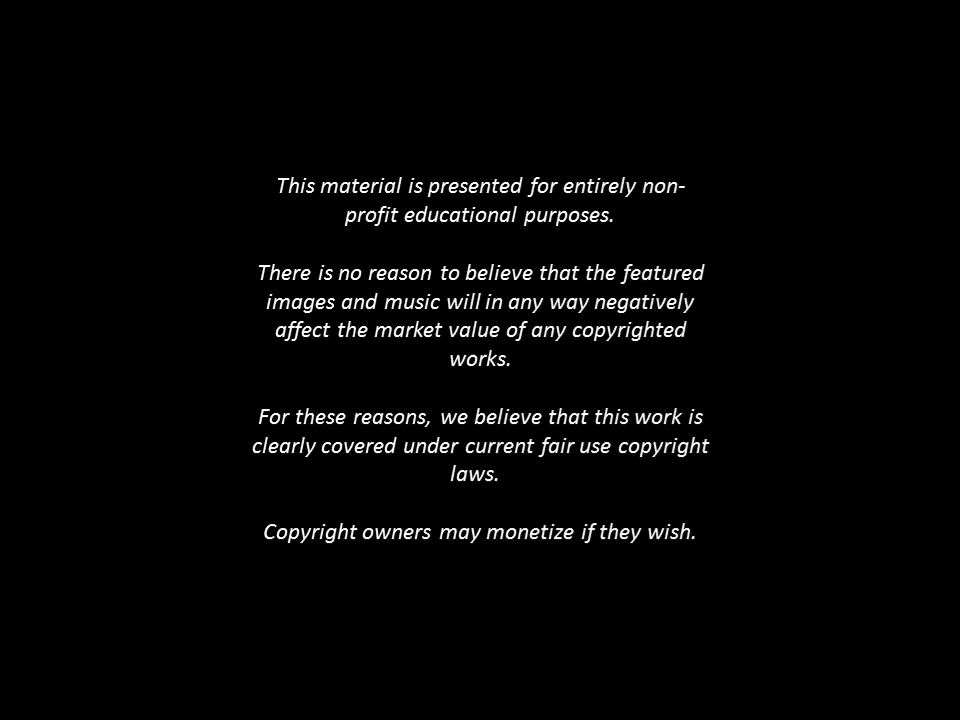 This material is presented for entirely non-
profit educational purposes.
There is no reason to believe that the featured
images and music will in any way negatively
affect the market value of any copyrighted
works.
For these reasons, we believe that this work is
clearly covered under current fair use copyright
laws.
Copyright owners may monetize if they wish.